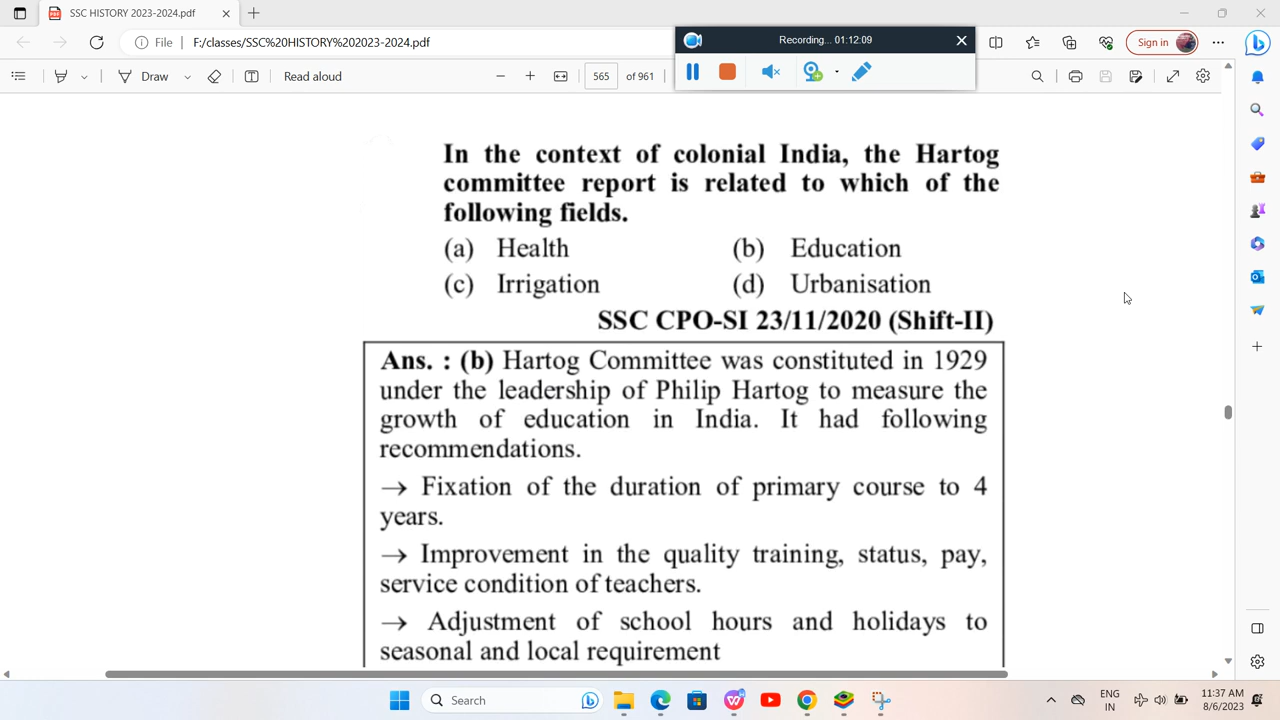 SSC HISTORY 2023-2024.pdf
Recording... 01:12:09
File F:/classes/SSC%20HISTORY%202023-2024.pdf
Sign in
Draw
Read aloud
565 of 961
In the context of colonial India, the Hartog
committee report is related to which of the
following fields.
(a) Health (b) Education
(c) Irrigation (d) Urbanisation
SSC CPO-SI 23/11/2020 (Shift-II)
Ans. : (b) Hartog Committee was constituted in 1929
under the leadership of Philip Hartog to measure the
growth of education in India. It had following
recommendations.
→ Fixation of the duration of primary course to 4
years.
→ Improvement in the quality training, status, pay,
service condition of teachers.
→ Adjustment of school hours and holidays to
seasonal and local requirement
Search
ENG
IN
11:37 AM
8/6/2023